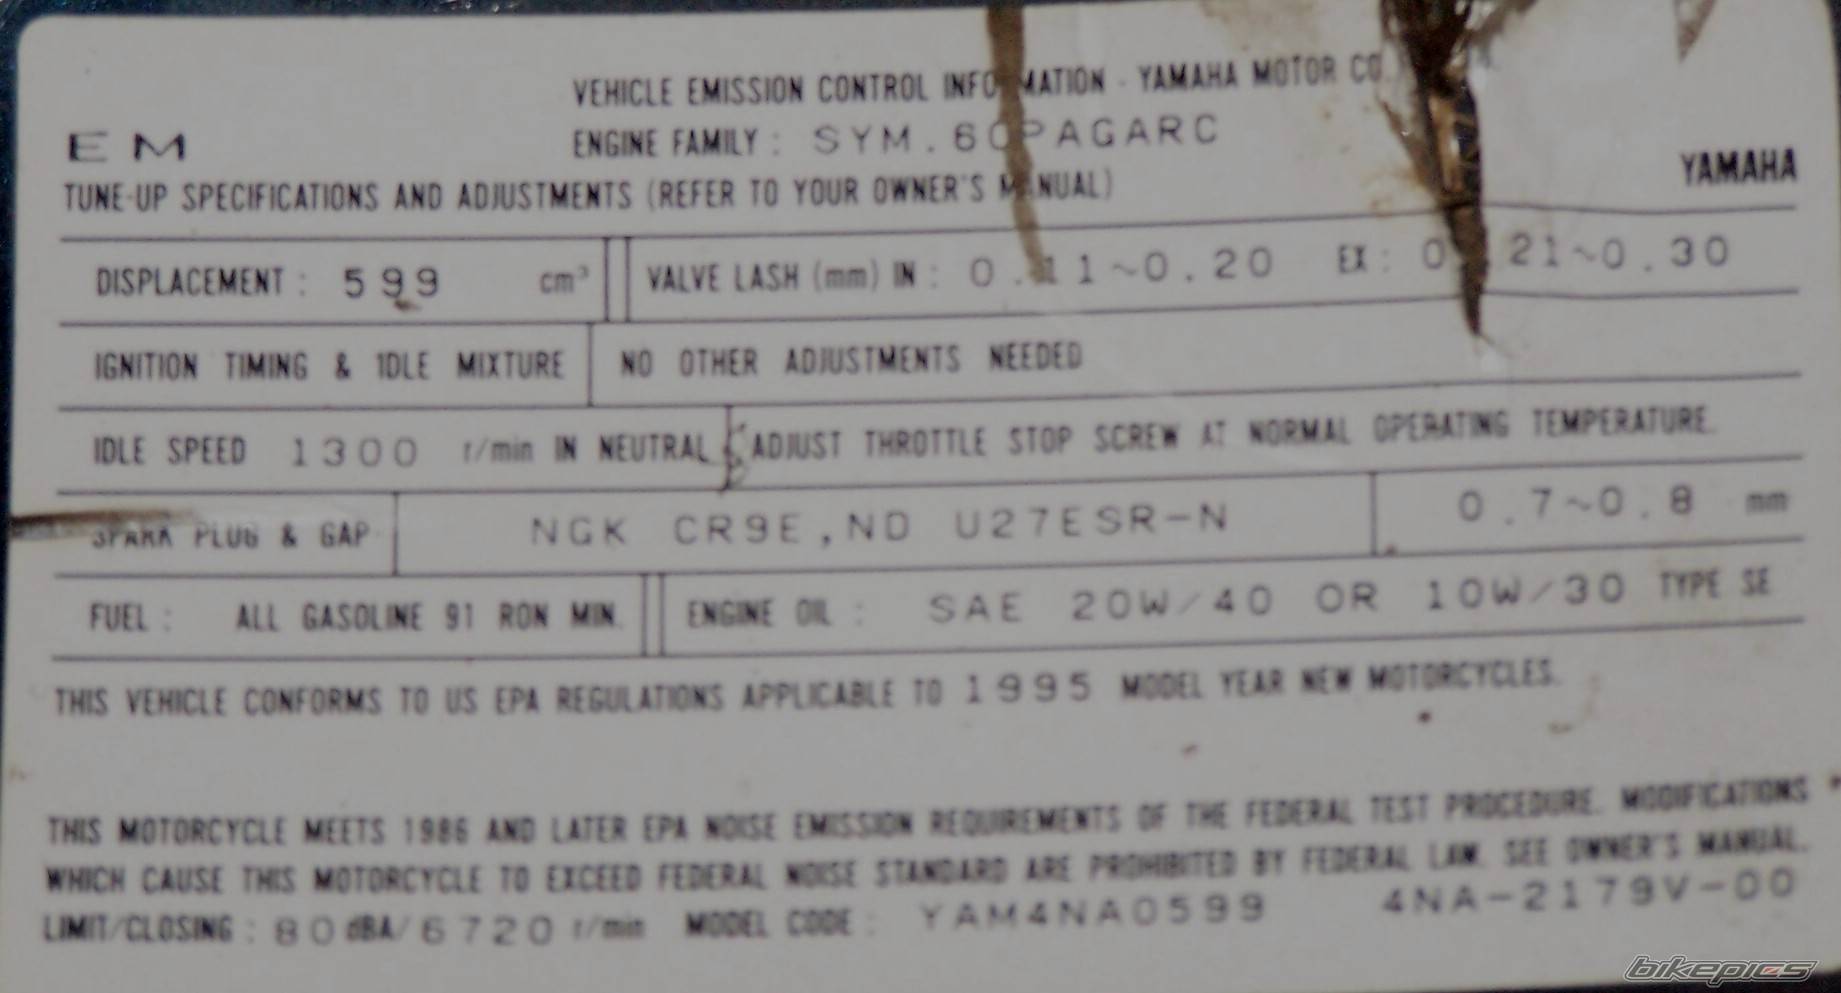 VEHICLE EMISSION CONTROL INFORMATION - YAMAHA MOTOR CO.
EM
ENGINE FAMILY : SYM.60PAGARC
YAMAHA
TUNE-UP SPECIFICATIONS AND ADJUSTMENTS (REFER TO YOUR OWNER'S MANUAL)
DISPLACEMENT : 599 cm³ VALVE LASH (mm) IN : 0.11~0.20 EX : 0.21~0.30
IGNITION TIMING & IDLE MIXTURE NO OTHER ADJUSTMENTS NEEDED
IDLE SPEED 1300 r/min IN NEUTRAL ADJUST THROTTLE STOP SCREW AT NORMAL OPERATING TEMPERATURE.
SPARK PLUG & GAP NGK CR9E,ND U27ESR-N 0.7~0.8 mm
FUEL : ALL GASOLINE 91 RON MIN. ENGINE OIL : SAE 20W/40 OR 10W/30 TYPE SE
THIS VEHICLE CONFORMS TO US EPA REGULATIONS APPLICABLE TO 1995 MODEL YEAR NEW MOTORCYCLES.
THIS MOTORCYCLE MEETS 1986 AND LATER EPA NOISE EMISSION REQUIREMENTS OF THE FEDERAL TEST PROCEDURE. MODIFICATIONS
WHICH CAUSE THIS MOTORCYCLE TO EXCEED FEDERAL NOISE STANDARD ARE PROHIBITED BY FEDERAL LAW. SEE OWNER'S MANUAL.
LIMIT/CLOSING : 80 dBA/6720 r/min MODEL CODE : YAM4NA0599 4NA-2179V-00
bikepics